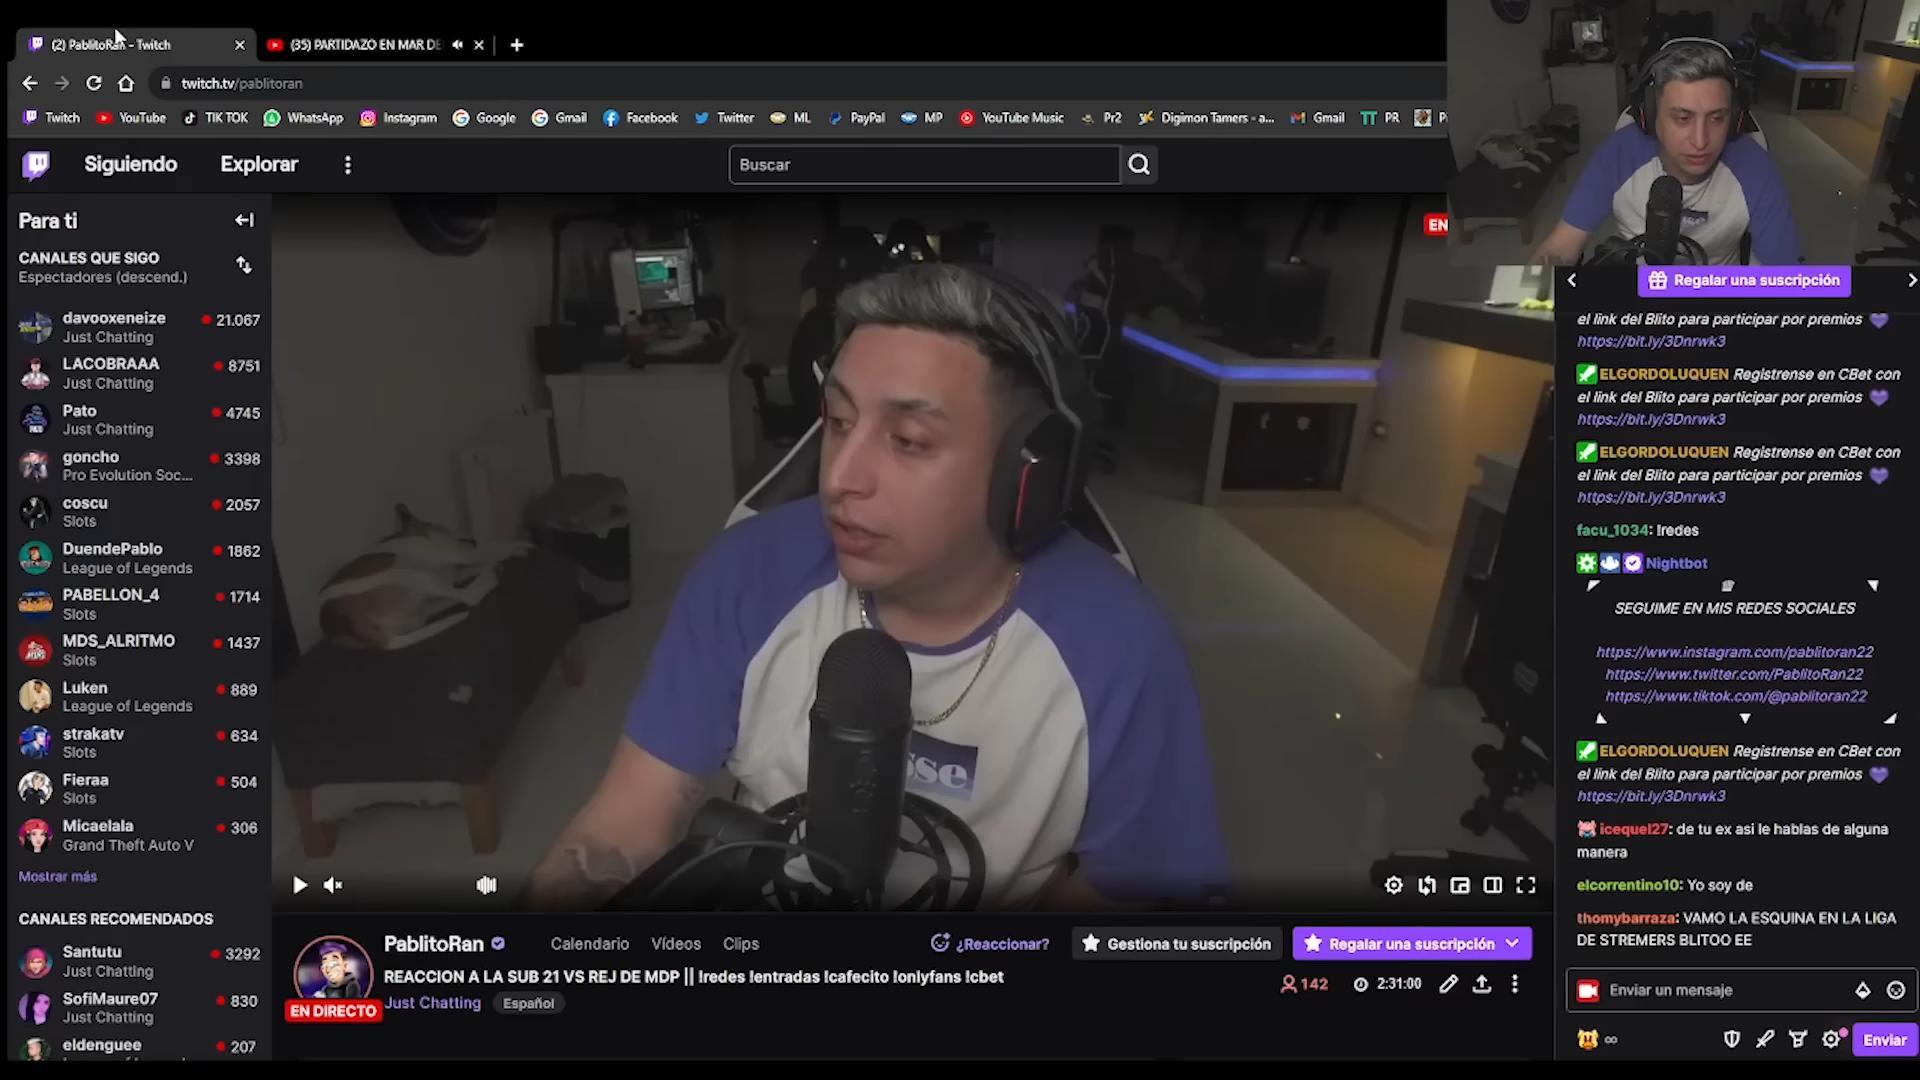 (2) PablitoRan - Twitch
(35) PARTIDAZO EN MAR DE
twitch.tv/pablitoran
Twitch
YouTube
TIK TOK
WhatsApp
Instagram
Google
Gmail
Facebook
Twitter
ML
PayPal
MP
YouTube Music
Pr2
Digimon Tamers - a...
Gmail
PR
Siguiendo
Explorar
Buscar
Para ti
CANALES QUE SIGO
Espectadores (descend.)
davooxeneize 21.067
Just Chatting
LACOBRAAA 8751
Just Chatting
Pato 4745
Just Chatting
goncho 3398
Pro Evolution Soc...
coscu 2057
Slots
DuendePablo 1862
League of Legends
PABELLON_4 1714
Slots
MDS_ALRITMO 1437
Slots
Luken 889
League of Legends
strakatv 634
Slots
Fieraa 504
Slots
Micaelala 306
Grand Theft Auto V
Mostrar más
CANALES RECOMENDADOS
Santutu 3292
Just Chatting
SofiMaure07 830
Just Chatting
eldenguee 207
EN
sse
PablitoRan
Calendario
Vídeos
Clips
¿Reaccionar?
Gestiona tu suscripción
Regalar una suscripción
REACCION A LA SUB 21 VS REJ DE MDP || !redes !entradas !cafecito !onlyfans !cbet
Just Chatting
Español
EN DIRECTO
142
2:31:00
Regalar una suscripción
el link del Blito para participar por premios
https://bit.ly/3Dnrwk3
ELGORDOLUQUEN Registrense en CBet con
el link del Blito para participar por premios
https://bit.ly/3Dnrwk3
ELGORDOLUQUEN Registrense en CBet con
el link del Blito para participar por premios
https://bit.ly/3Dnrwk3
facu_1034: !redes
Nightbot
SEGUIME EN MIS REDES SOCIALES
https://www.instagram.com/pablitoran22
https://www.twitter.com/PablitoRan22
https://www.tiktok.com/@pablitoran22
ELGORDOLUQUEN Registrense en CBet con
el link del Blito para participar por premios
https://bit.ly/3Dnrwk3
icequel27: de tu ex asi le hablas de alguna
manera
elcorrentino10: Yo soy de
thomybarraza: VAMO LA ESQUINA EN LA LIGA
DE STREMERS BLITOO EE
Enviar un mensaje
∞
Enviar